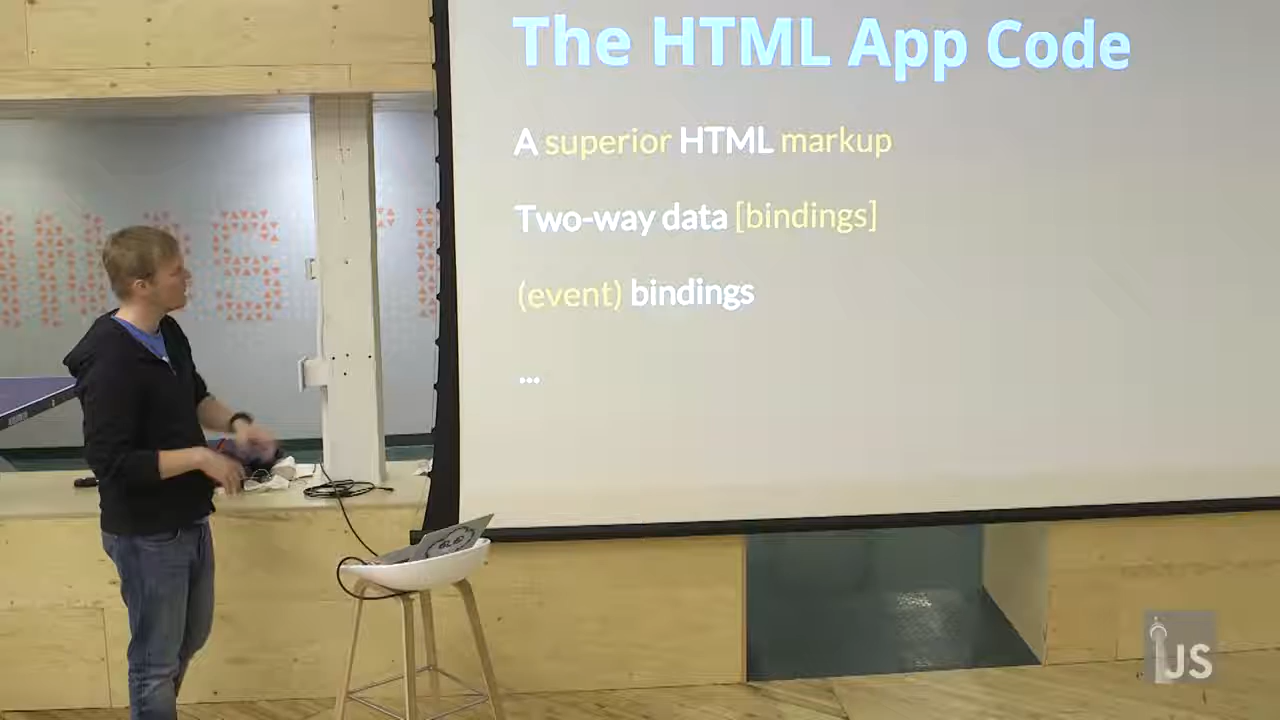 The HTML App Code
A superior HTML markup
Two-way data [bindings]
(event) bindings
...
JS